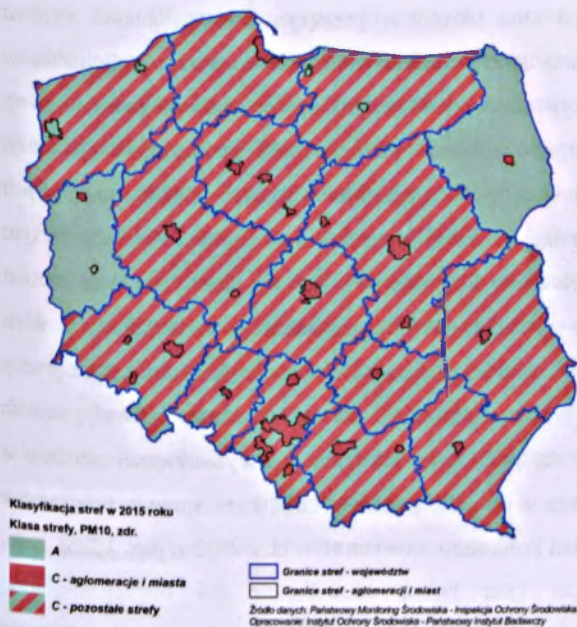 Klasyfikacja stref w 2015 roku
Klasa strefy, PM10, zdr.
A
C - aglomeracje i miasta
C - pozostałe strefy
Granice stref - województw
Granice stref - aglomeracji i miast
Źródło danych: Państwowy Monitoring Środowiska - Inspekcja Ochrony Środowiska
Opracowanie: Instytut Ochrony Środowiska - Państwowy Instytut Badawczy